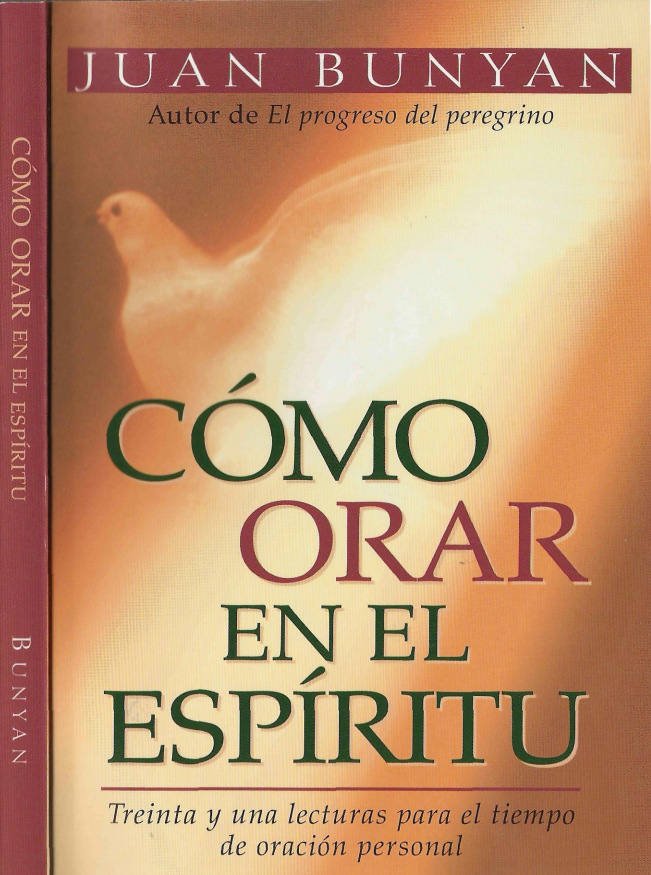 CÓMO ORAR EN EL ESPÍRITU
BUNYAN
JUAN BUNYAN
Autor de El progreso del peregrino
CÓMO
ORAR
EN EL
ESPÍRITU
Treinta y una lecturas para el tiempo
de oración personal